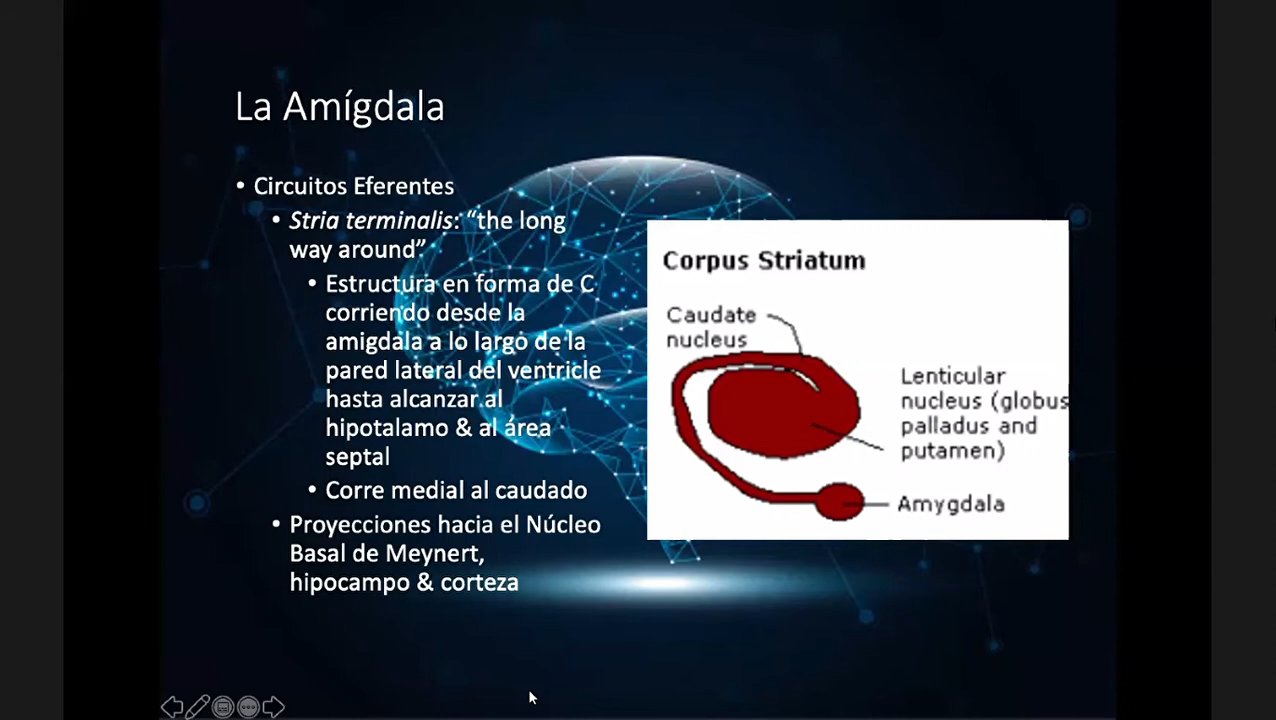 La Amígdala
• Circuitos Eferentes
• Stria terminalis: “the long
way around”
• Estructura en forma de C
corriendo desde la
amigdala a lo largo de la
pared lateral del ventricle
hasta alcanzar al
hipotalamo & al área
septal
• Corre medial al caudado
• Proyecciones hacia el Núcleo
Basal de Meynert,
hipocampo & corteza
Corpus Striatum
Caudate
nucleus
Lenticular
nucleus (globus
palladus and
putamen)
Amygdala